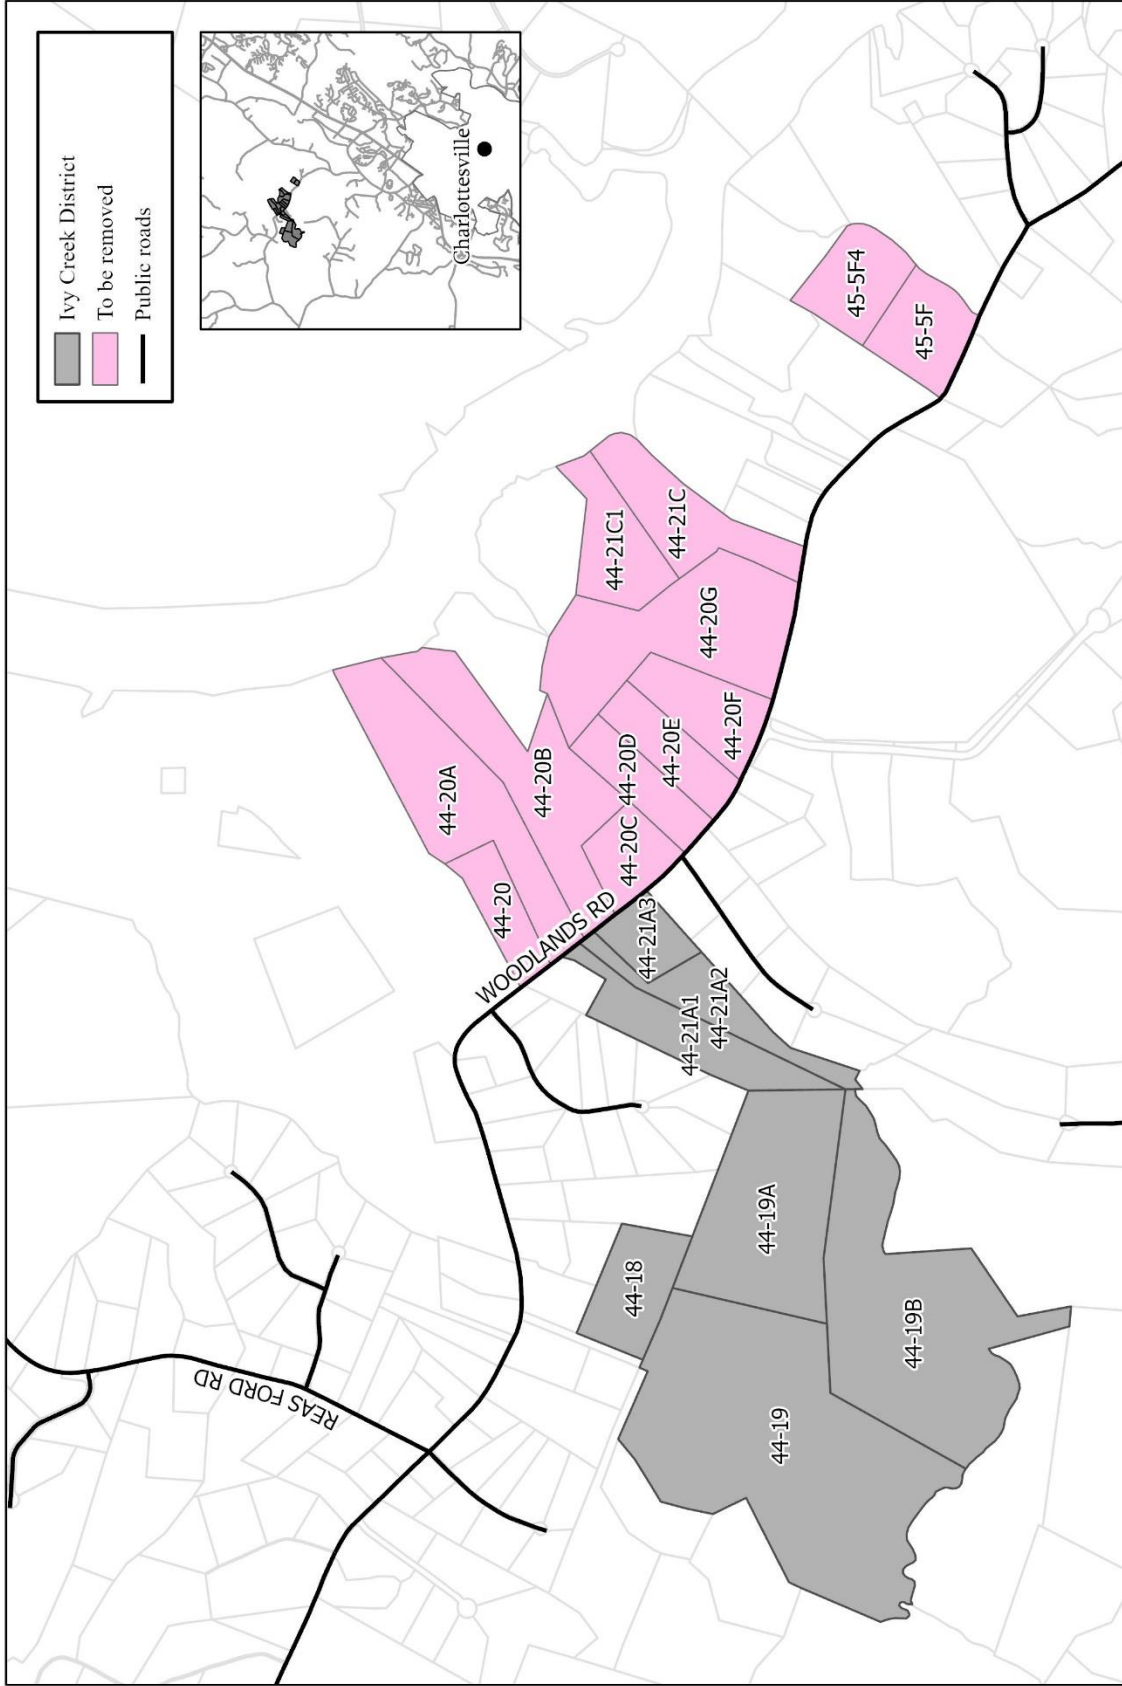 Ivy Creek District
To be removed
Public roads
Charlottesville
REAS FORD RD
WOODLANDS RD
44-20
44-20A
44-20B
44-20C
44-20D
44-20E
44-20F
44-20G
44-21C1
44-21C
45-5F4
45-5F
44-21A3
44-21A1
44-21A2
44-18
44-19A
44-19
44-19B